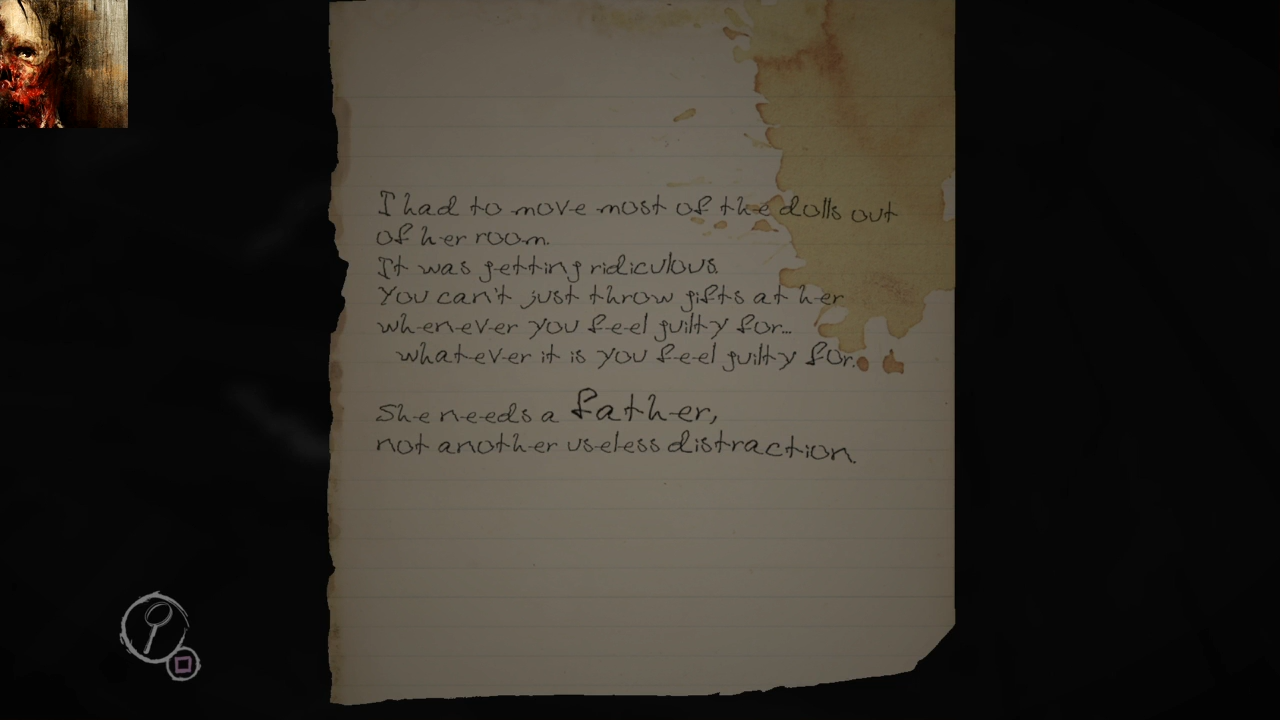 I had to move most of the dolls out
of her room.
It was getting ridiculous.
You can't just throw gifts at her
whenever you feel guilty for...
whatever it is you feel guilty for.
She needs a father,
not another useless distraction.